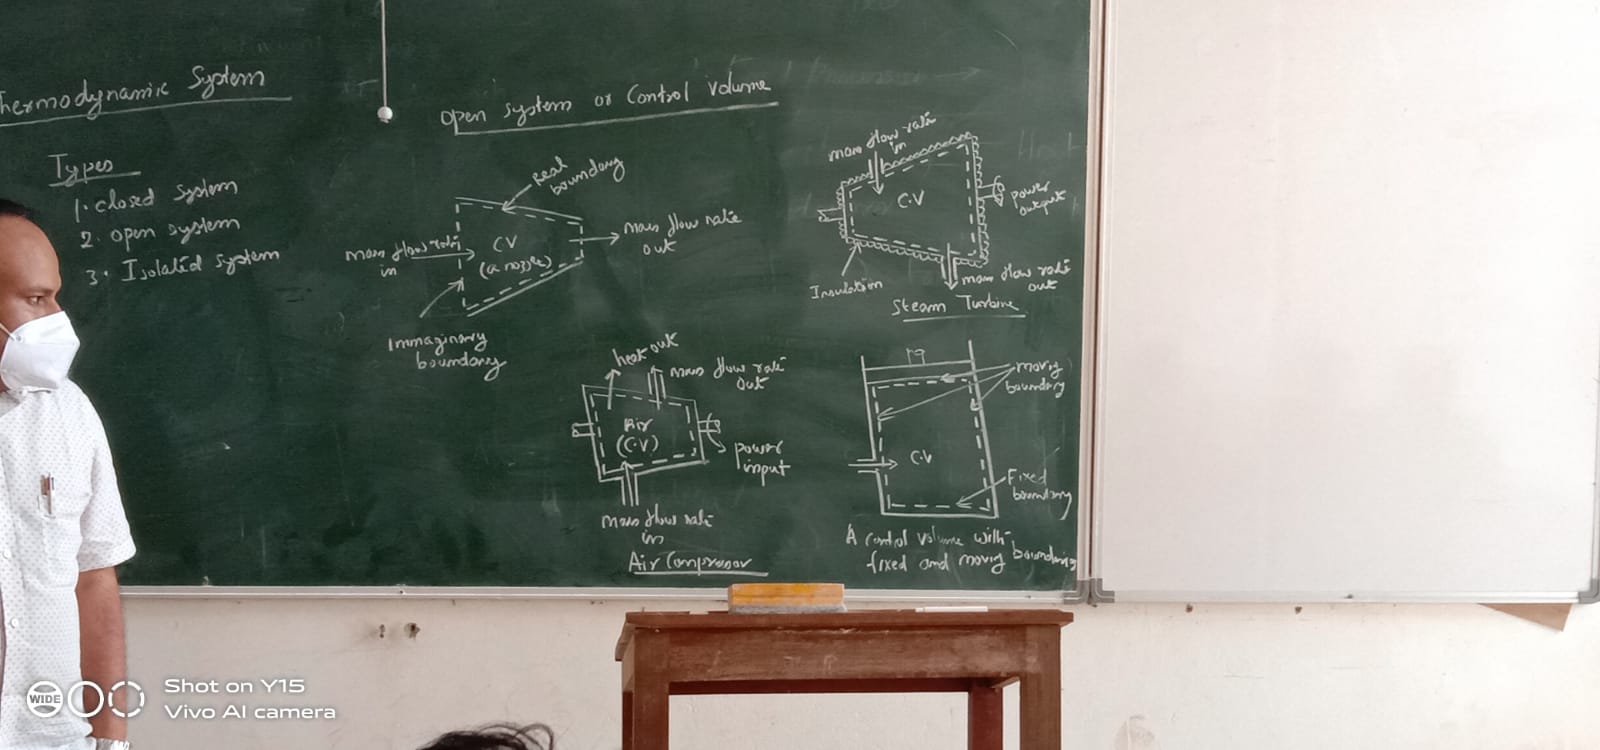 Thermodynamic System
Types
1. closed system
2. open system
3. Isolated system
open system or Control Volume
real
boundary
mass flow rate
in
CV
(a nozzle)
mass flow rate
out
Immaginary
boundary
mass flow rate
in
C.V
power
output
Insulation
mass flow rate
out
Steam Turbine
heat out
mass flow rate
out
Air
(C.V)
power
input
mass flow rate
in
Air Compressor
moving
boundary
C.V
Fixed
boundary
A control volume with
fixed and moving boundaries
WIDE
Shot on Y15
Vivo AI camera